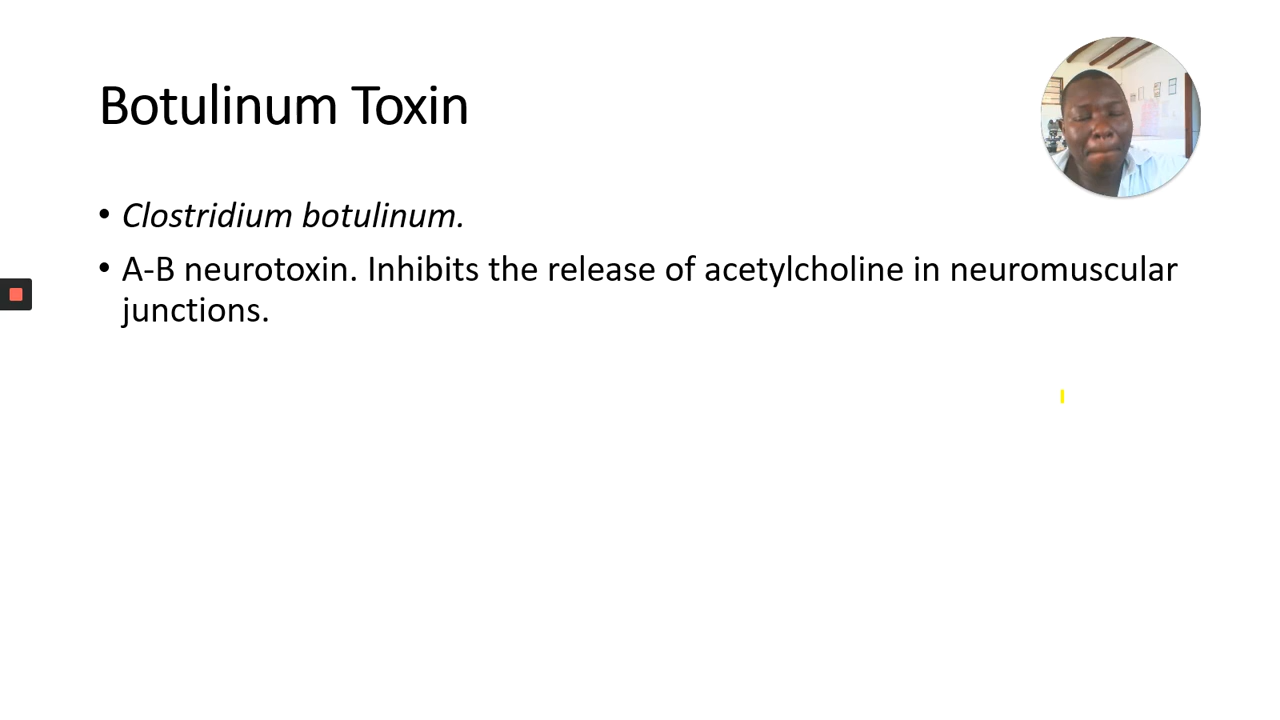 Botulinum Toxin
• Clostridium botulinum.
• A-B neurotoxin. Inhibits the release of acetylcholine in neuromuscular
junctions.